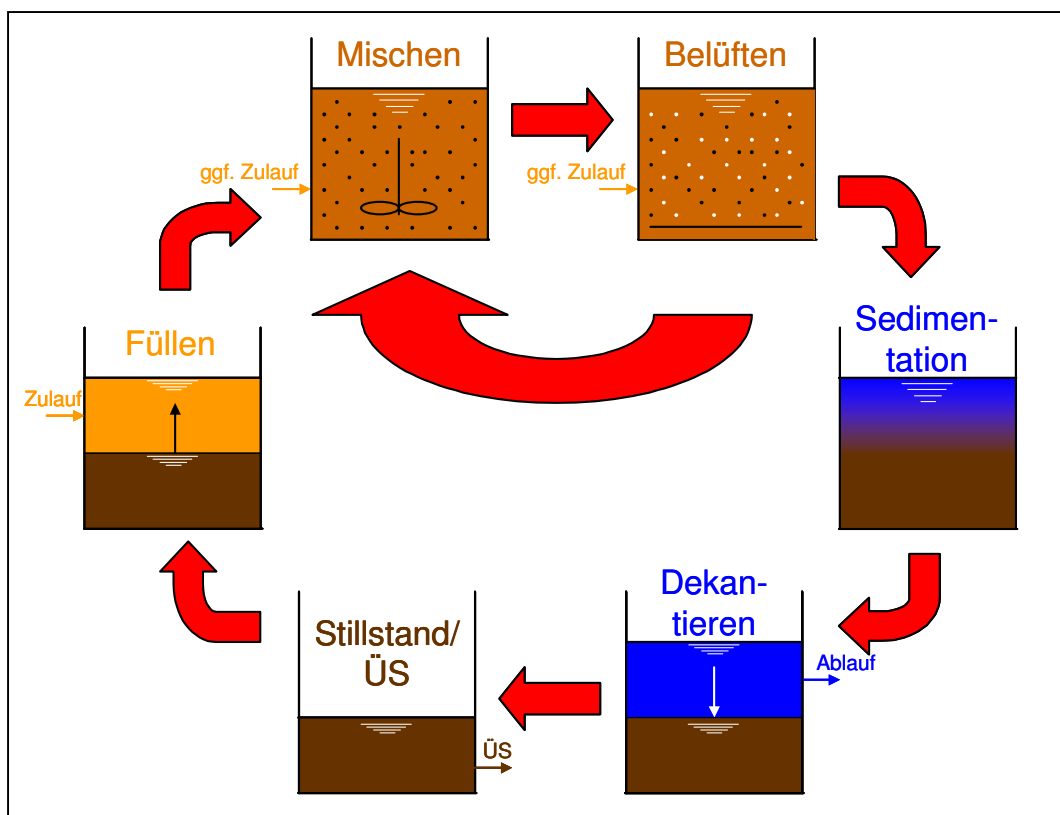 Mischen
Belüften
ggf. Zulauf
ggf. Zulauf
Füllen
Zulauf
Sedimen-
tation
Dekan-
tieren
Ablauf
Stillstand/
ÜS
ÜS